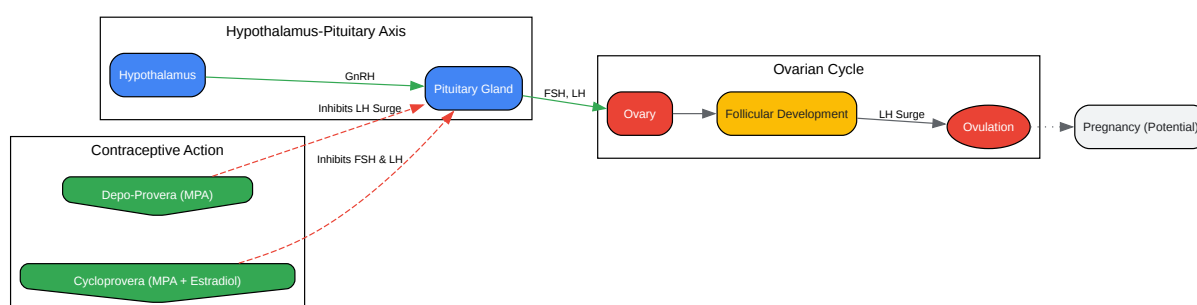 Hypothalamus-Pituitary Axis
Hypothalamus
GnRH
Pituitary Gland
Inhibits LH Surge
FSH, LH
Ovarian Cycle
Ovary
Follicular Development
LH Surge
Ovulation
Pregnancy (Potential)
Contraceptive Action
Inhibits FSH & LH
Depo-Provera (MPA)
Cycloprovera (MPA + Estradiol)